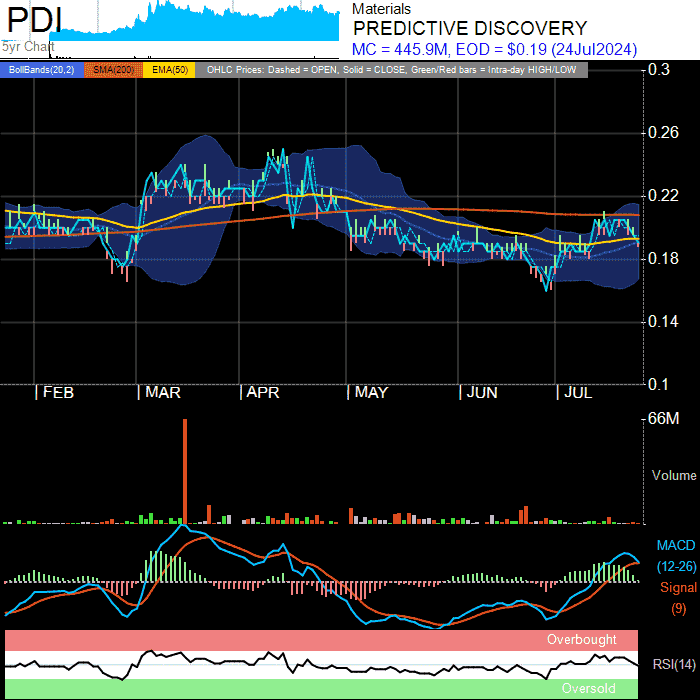 PDI
5yr Chart
Materials
PREDICTIVE DISCOVERY
MC = 445.9M, EOD = $0.19 (24Jul2024)
BollBands(20,2) SMA(200) EMA(50) OHLC Prices: Dashed = OPEN, Solid = CLOSE, Green/Red bars = Intra-day HIGH/LOW
0.3
0.26
0.22
0.18
0.14
0.1
| FEB | MAR | APR | MAY | JUN | JUL
66M
Volume
MACD
(12-26)
Signal
(9)
Overbought
RSI(14)
Oversold